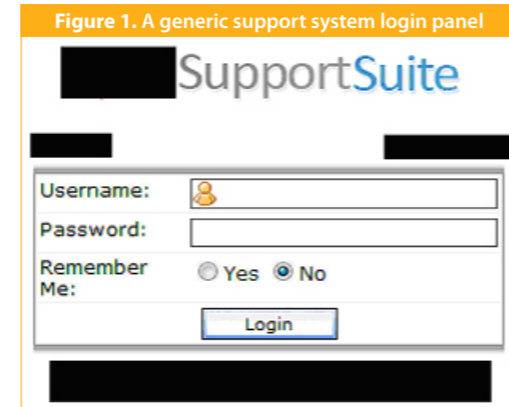 Figure 1. A generic support system login panel
SupportSuite
Username:
Password:
Remember Me:
Yes No
Login